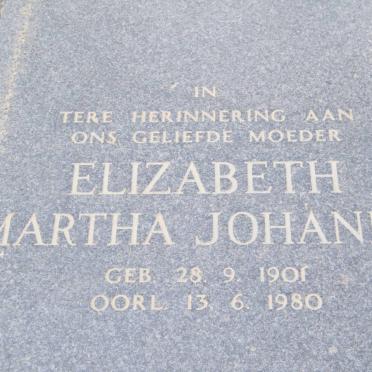 IN
TERE HERINNERING AAN
ONS GELIEFDE MOEDER
ELIZABETH
MARTHA JOHAN
GEB. 28. 9. 1901
OORL. 13. 6. 1980